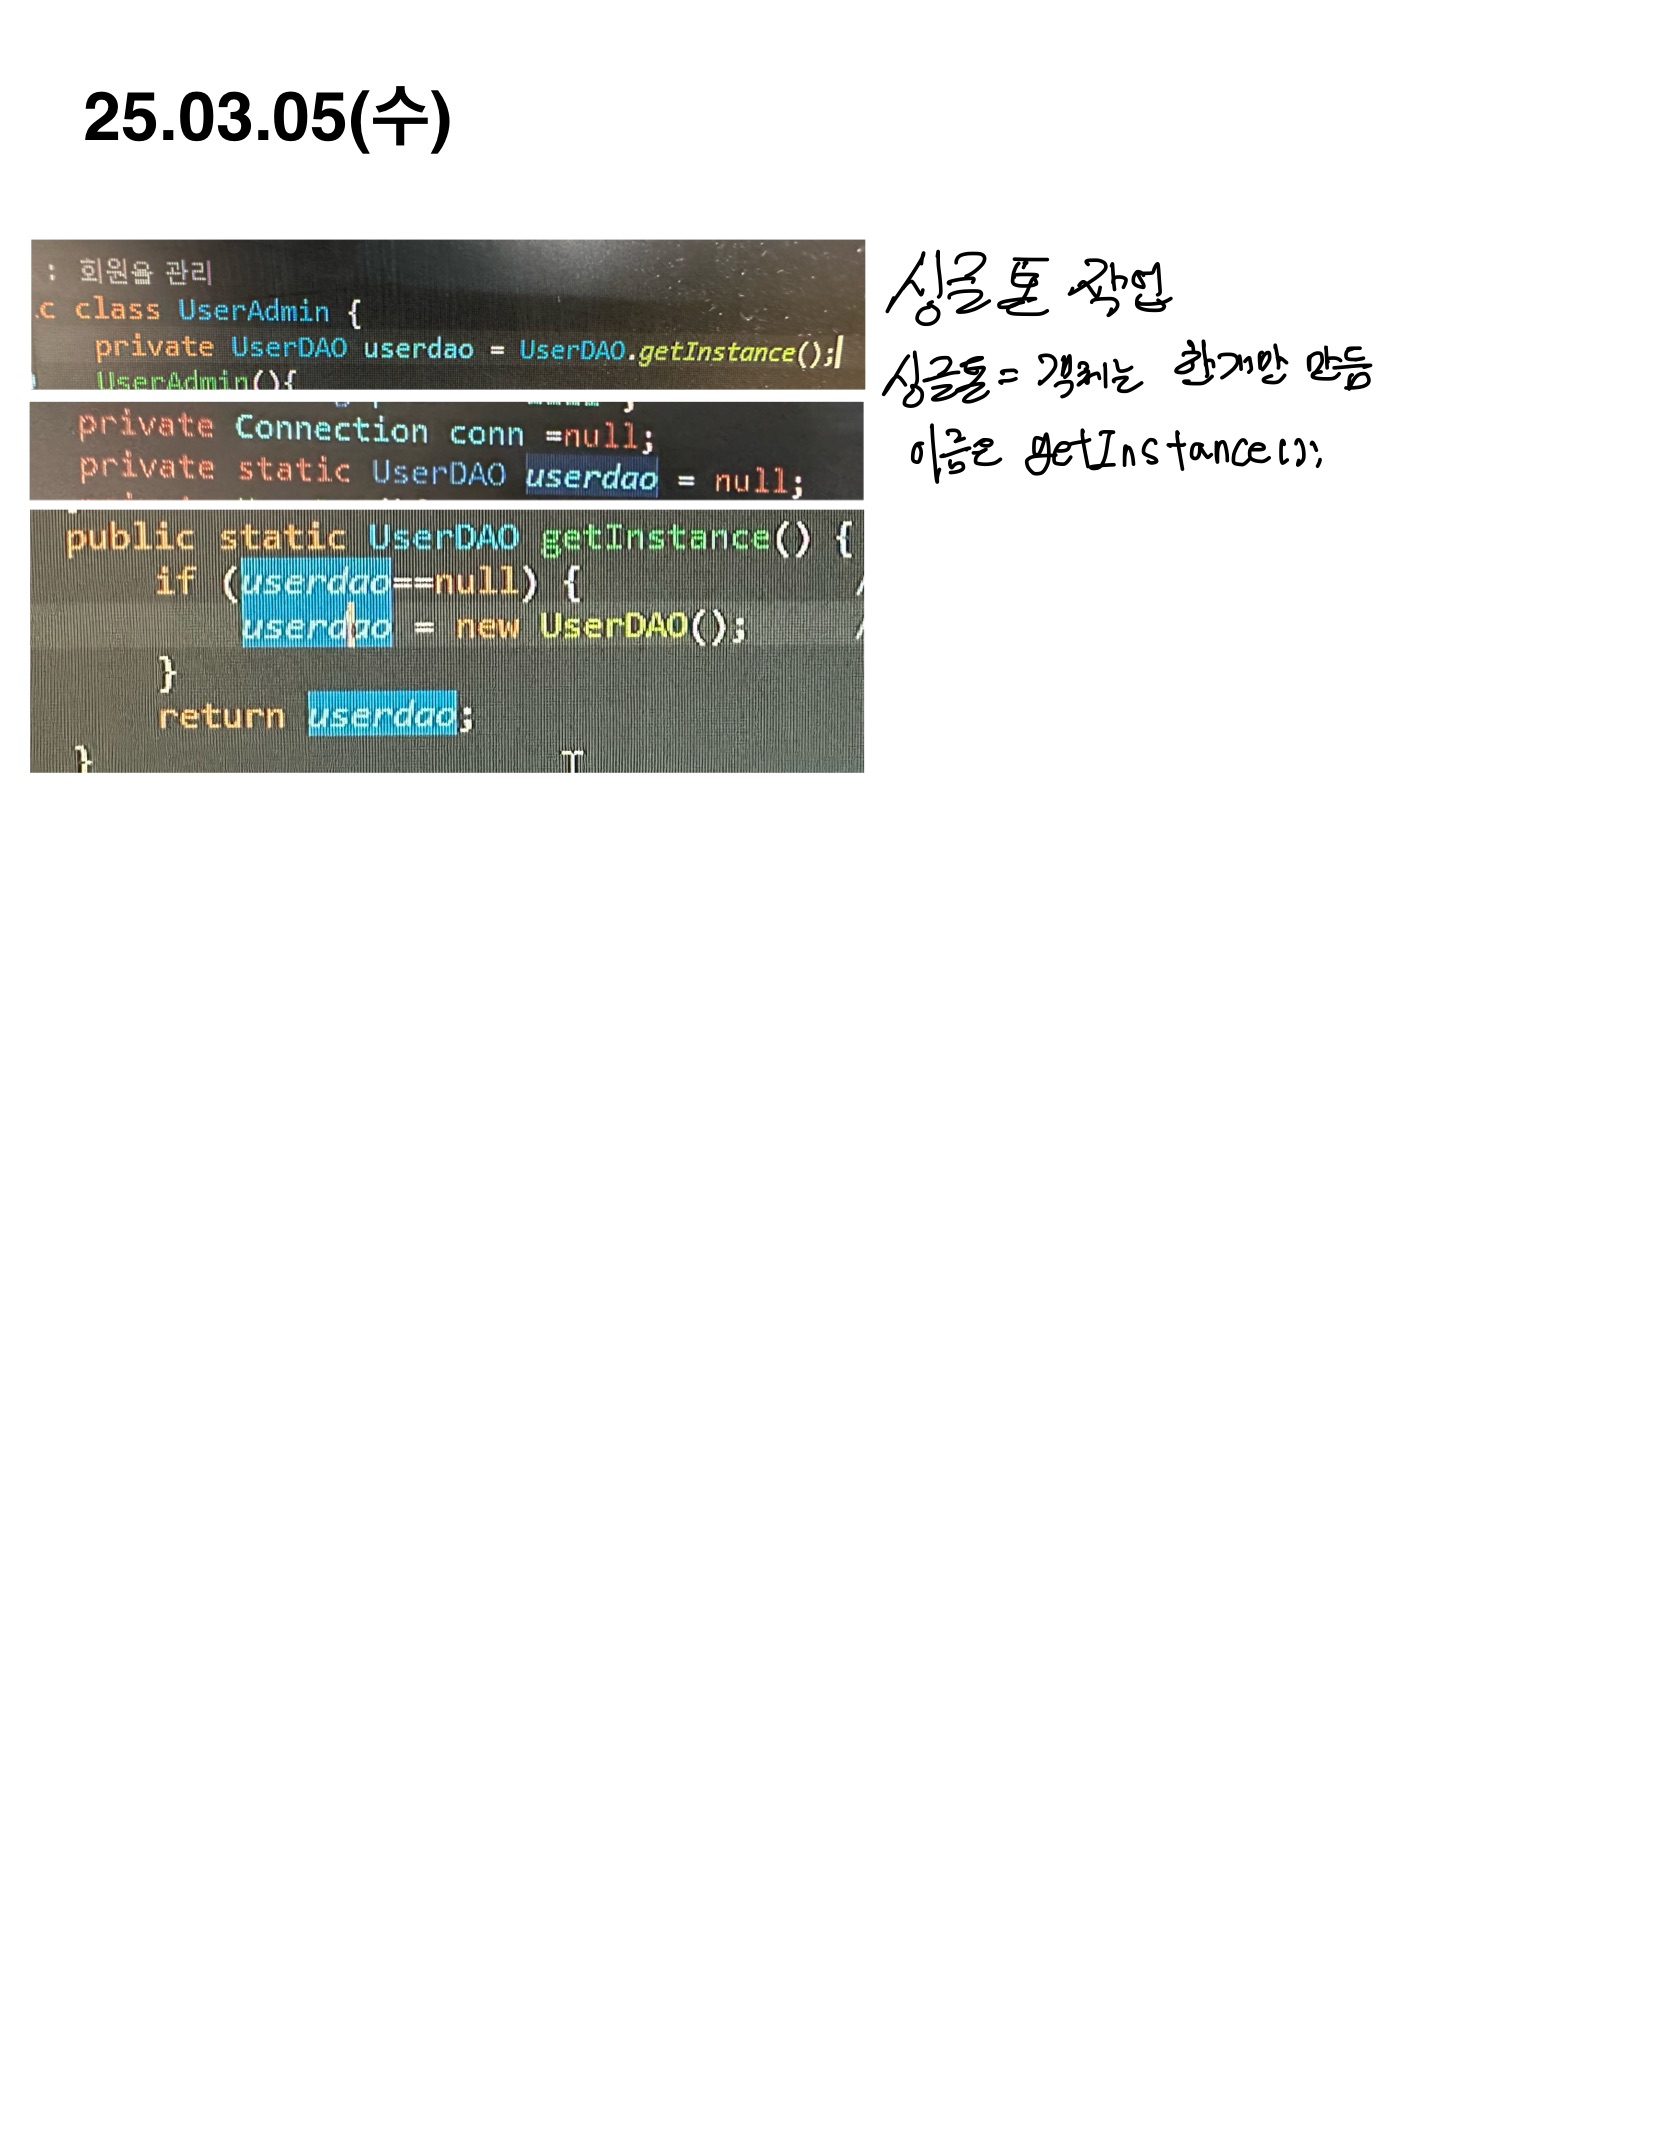 25.03.05(수)
: 회원을 관리
c class UserAdmin {
private UserDAO userdao = UserDAO.getInstance();
UserAdmin(){
private Connection conn =null;
private static UserDAO userdao = null;
public static UserDAO getInstance() {
if (userdao==null) {
userdao = new UserDAO();
}
return userdao;
}
싱글톤 작업
싱글톤 = 객체는 한개만 만듬
이름은 getInstance();